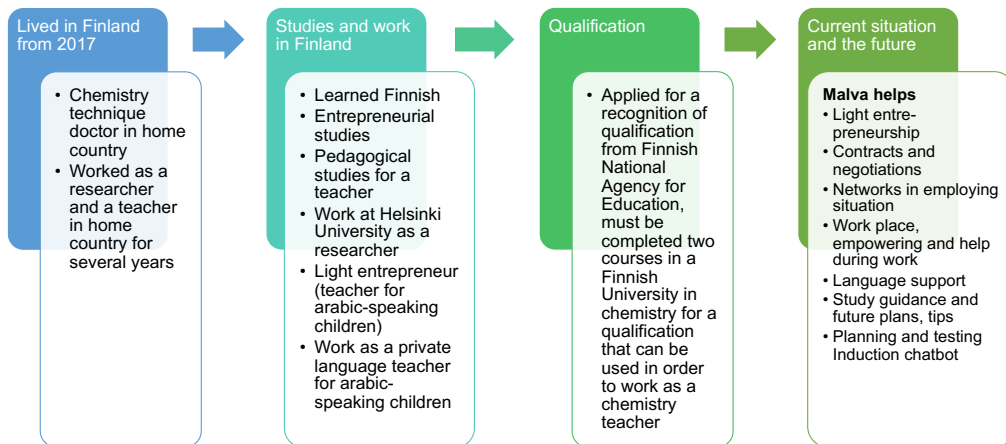 Lived in Finland
from 2017
• Chemistry
technique
doctor in home
country
• Worked as a
researcher
and a teacher
in home
country for
several years
Studies and work
in Finland
• Learned Finnish
• Entrepreneurial
studies
• Pedagogical
studies for a
teacher
• Work at Helsinki
University as a
researcher
• Light entrepreneur
(teacher for
arabic-speaking
children)
• Work as a private
language teacher
for arabic-
speaking children
Qualification
• Applied for a
recognition of
qualification
from Finnish
National
Agency for
Education,
must be
completed two
courses in a
Finnish
University in
chemistry for a
qualification
that can be
used in order
to work as a
chemistry
teacher
Current situation
and the future
Malva helps
• Light entre-
preneurship
• Contracts and
negotiations
• Networks in employing
situation
• Work place,
empowering and help
during work
• Language support
• Study guidance and
future plans, tips
• Planning and testing
Induction chatbot